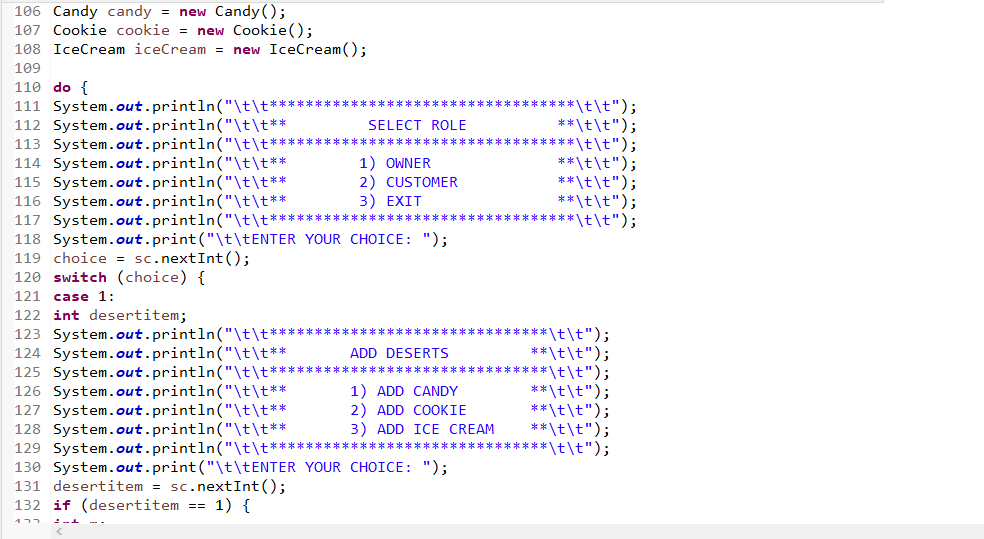 106 Candy candy = new Candy();
107 Cookie cookie = new Cookie();
108 IceCream iceCream = new IceCream();
109
110 do {
111 System.out.println("\t\t**********************************\t\t");
112 System.out.println("\t\t**         SELECT ROLE          **\t\t");
113 System.out.println("\t\t**********************************\t\t");
114 System.out.println("\t\t**        1) OWNER              **\t\t");
115 System.out.println("\t\t**        2) CUSTOMER           **\t\t");
116 System.out.println("\t\t**        3) EXIT               **\t\t");
117 System.out.println("\t\t**********************************\t\t");
118 System.out.print("\t\tENTER YOUR CHOICE: ");
119 choice = sc.nextInt();
120 switch (choice) {
121 case 1:
122 int desertitem;
123 System.out.println("\t\t*******************************\t\t");
124 System.out.println("\t\t**       ADD DESERTS         **\t\t");
125 System.out.println("\t\t*******************************\t\t");
126 System.out.println("\t\t**       1) ADD CANDY        **\t\t");
127 System.out.println("\t\t**       2) ADD COOKIE       **\t\t");
128 System.out.println("\t\t**       3) ADD ICE CREAM    **\t\t");
129 System.out.println("\t\t*******************************\t\t");
130 System.out.print("\t\tENTER YOUR CHOICE: ");
131 desertitem = sc.nextInt();
132 if (desertitem == 1) {